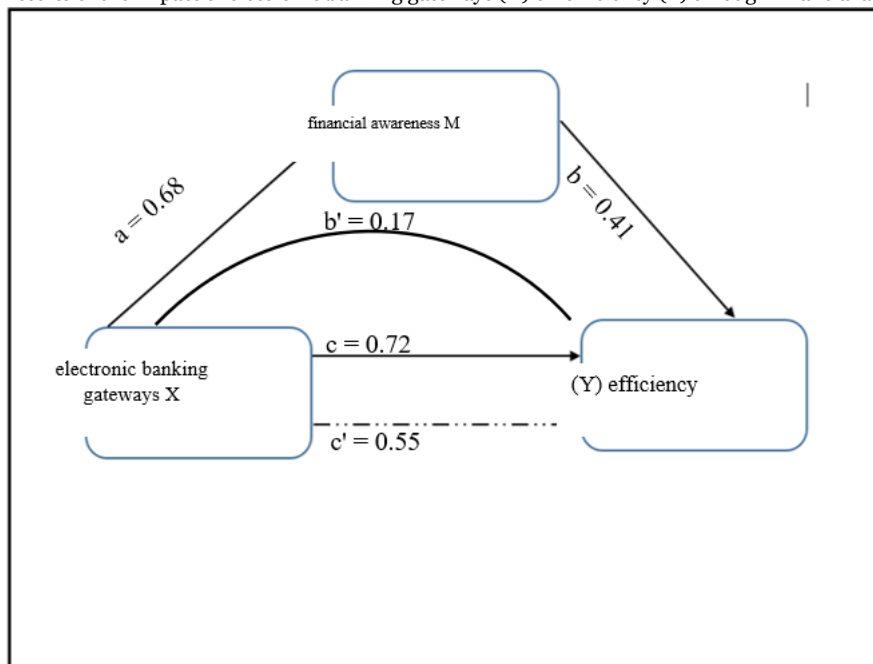 financial awareness M
a = 0.68
b = 0.41
b' = 0.17
c = 0.72
electronic banking
gateways X
(Y) efficiency
c' = 0.55